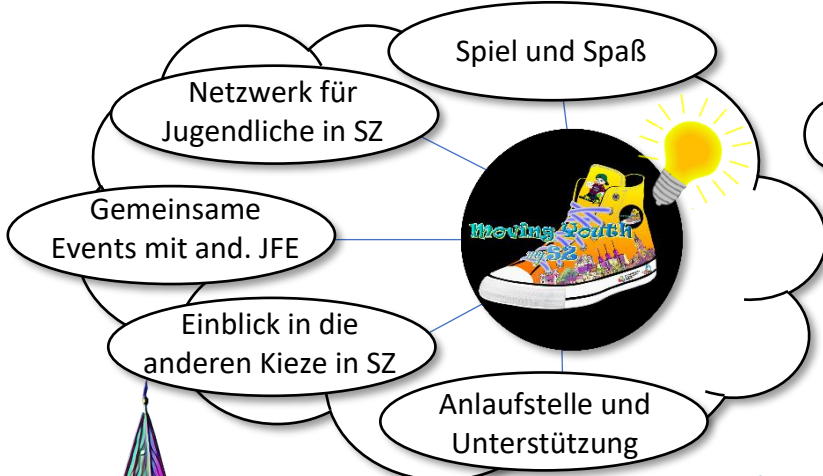 Spiel und Spaß
Netzwerk für
Jugendliche in SZ
Gemeinsame
Events mit and. JFE
Einblick in die
anderen Kieze in SZ
Anlaufstelle und
Unterstützung
Moving Youth
SZ